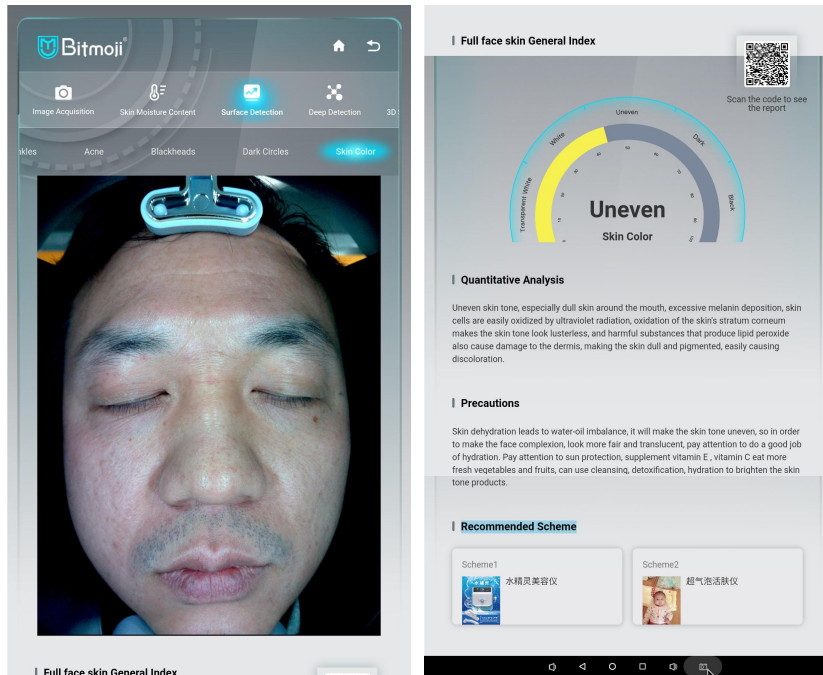 Bitmoji
Image Acquisition
Skin Moisture Content
Surface Detection
Deep Detection
3D
kles
Acne
Blackheads
Dark Circles
Skin Color
Full face skin General Index
Full face skin General Index
Scan the code to see
the report
Transparent White
White
Uneven
Dark
Black
Uneven
Skin Color
Quantitative Analysis
Uneven skin tone, especially dull skin around the mouth, excessive melanin deposition, skin
cells are easily oxidized by ultraviolet radiation, oxidation of the skin's stratum corneum
makes the skin tone look lusterless, and harmful substances that produce lipid peroxide
also cause damage to the dermis, making the skin dull and pigmented, easily causing
discoloration.
Precautions
Skin dehydration leads to water-oil imbalance, it will make the skin tone uneven, so in order
to make the face complexion, look more fair and translucent, pay attention to do a good job
of hydration. Pay attention to sun protection, supplement vitamin E , vitamin C eat more
fresh vegetables and fruits, can use cleansing, detoxification, hydration to brighten the skin
tone products.
Recommended Scheme
Scheme1
水精灵美容仪
Scheme2
超气泡活肤仪